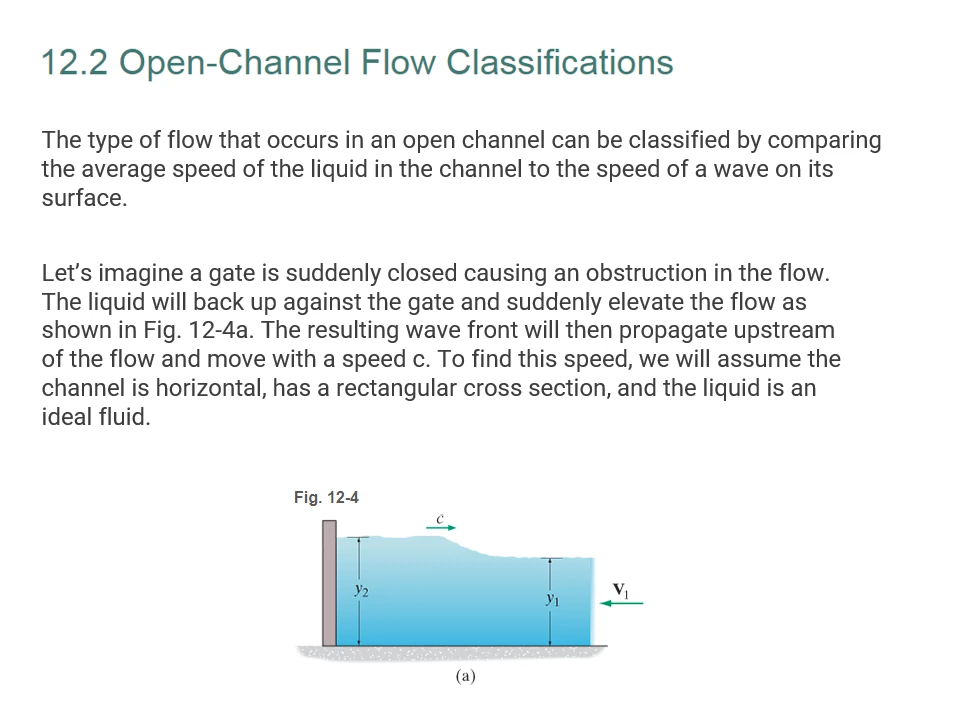 12.2 Open-Channel Flow Classifications
The type of flow that occurs in an open channel can be classified by comparing
the average speed of the liquid in the channel to the speed of a wave on its
surface.
Let's imagine a gate is suddenly closed causing an obstruction in the flow.
The liquid will back up against the gate and suddenly elevate the flow as
shown in Fig. 12-4a. The resulting wave front will then propagate upstream
of the flow and move with a speed c. To find this speed, we will assume the
channel is horizontal, has a rectangular cross section, and the liquid is an
ideal fluid.
Fig. 12-4
c
y₂
y₁
V₁
(a)